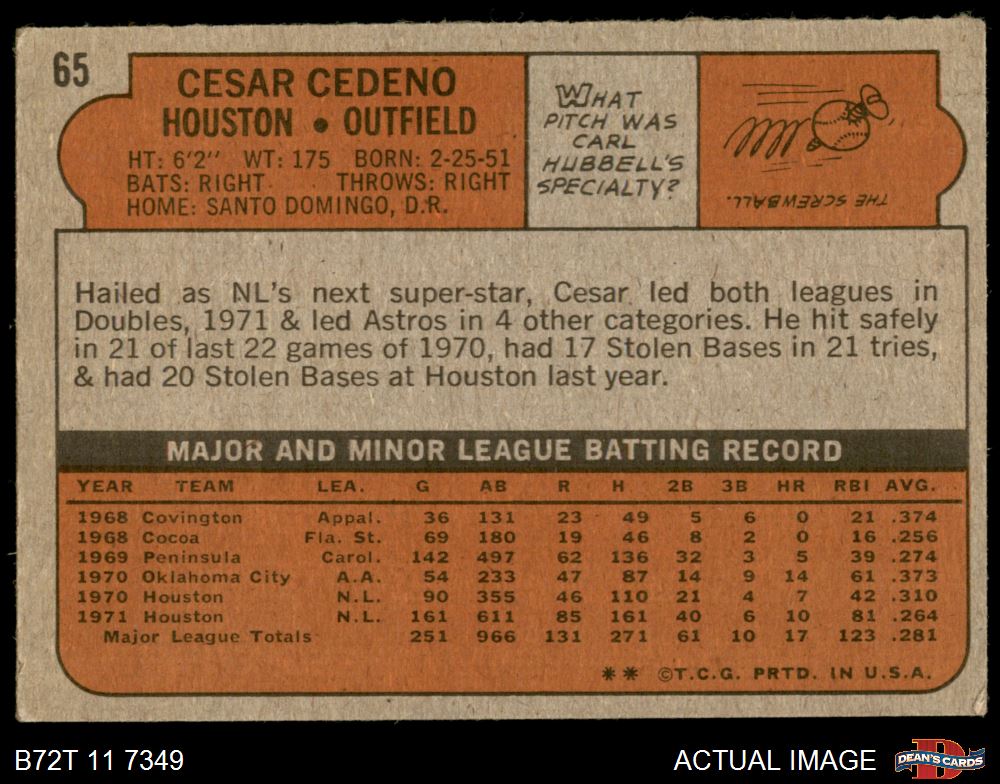 65
CESAR CEDENO
HOUSTON • OUTFIELD
HT: 6'2" WT: 175 BORN: 2-25-51
BATS: RIGHT THROWS: RIGHT
HOME: SANTO DOMINGO, D.R.
WHAT
PITCH WAS
CARL
HUBBELL'S
SPECIALTY?
THE SCREWBALL.
Hailed as NL's next super-star, Cesar led both leagues in
Doubles, 1971 & led Astros in 4 other categories. He hit safely
in 21 of last 22 games of 1970, had 17 Stolen Bases in 21 tries,
& had 20 Stolen Bases at Houston last year.
MAJOR AND MINOR LEAGUE BATTING RECORD
YEAR TEAM LEA. G AB R H 2B 3B HR RBI AVG.
1968 Covington Appal. 36 131 23 49 5 6 0 21 .374
1968 Cocoa Fla. St. 69 180 19 46 8 2 0 16 .256
1969 Peninsula Carol. 142 497 62 136 32 3 5 39 .274
1970 Oklahoma City A.A. 54 233 47 87 14 9 14 61 .373
1970 Houston N.L. 90 355 46 110 21 4 7 42 .310
1971 Houston N.L. 161 611 85 161 40 6 10 81 .264
Major League Totals 251 966 131 271 61 10 17 123 .281
** ©T.C.G. PRTD. IN U.S.A.
B72T 11 7349
ACTUAL IMAGE
DEAN'S CARDS